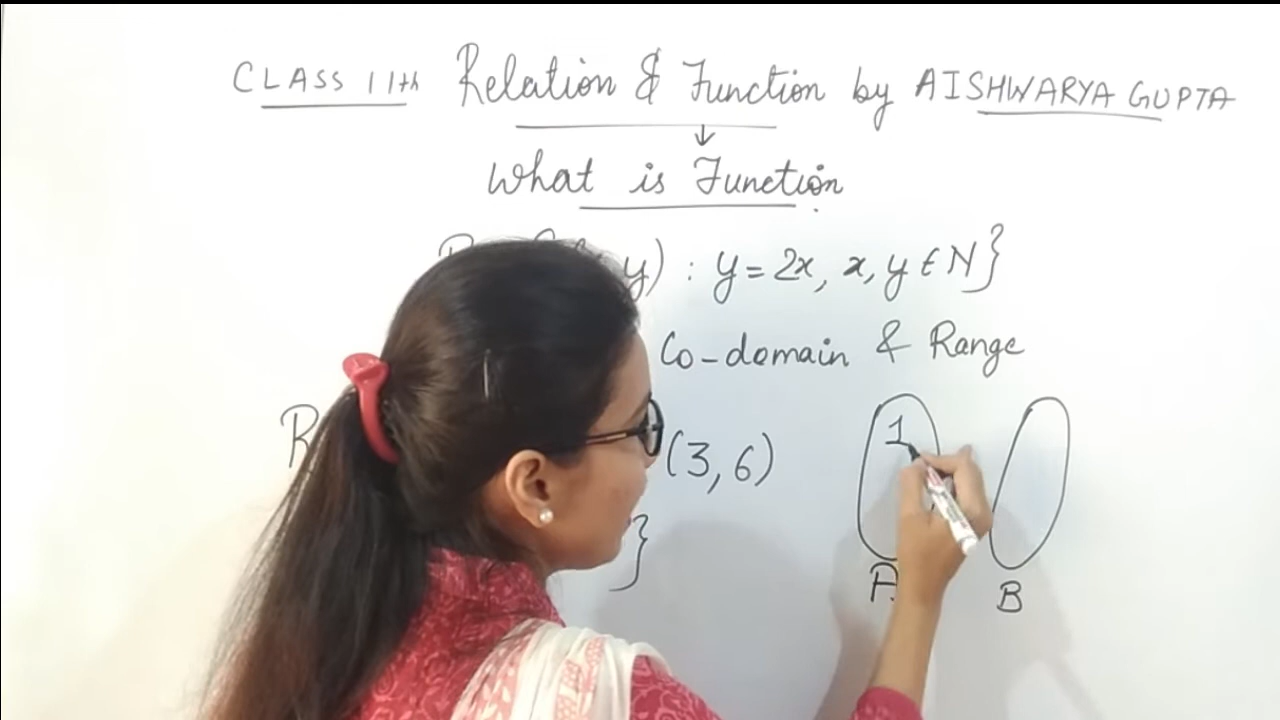 CLASS 11th Relation & Function by AISHWARYA GUPTA
↓
What is Function
y) : y = 2x, x, y ∈ N}
Co-domain & Range
R (3, 6)
}
1
A B